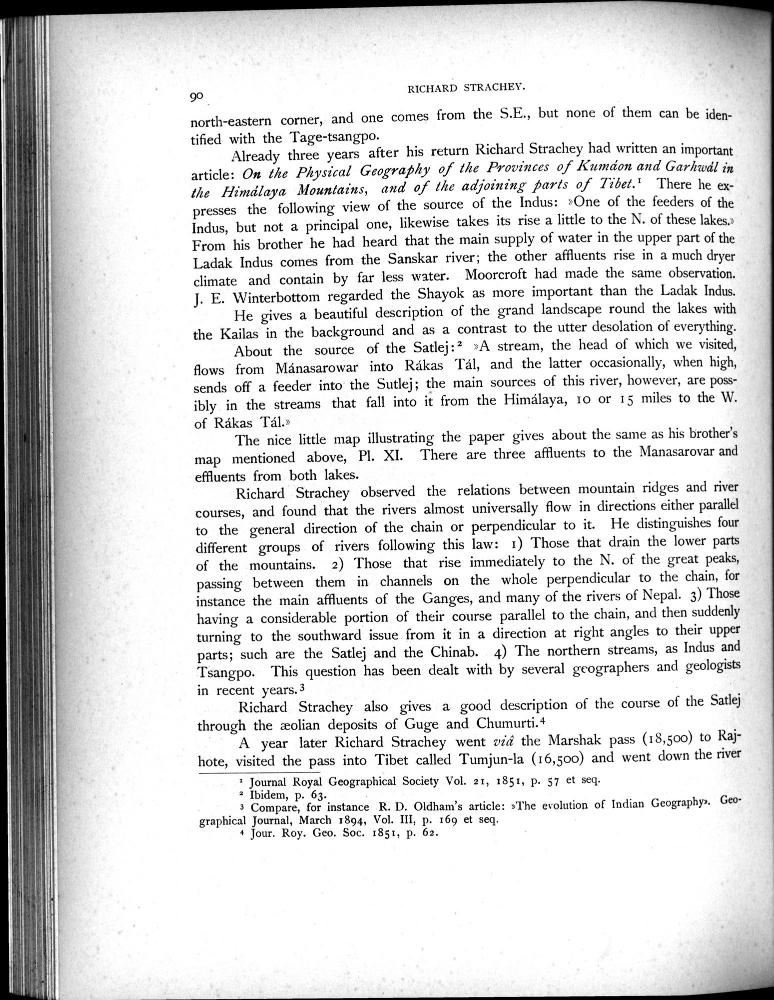 90
RICHARD STRACHEY.
north-eastern corner, and one comes from the S.E., but none of them can be iden-
tified with the Tage-tsangpo.
Already three years after his return Richard Strachey had written an important
article: On the Physical Geography of the Provinces of Kumáon and Garhwál in
the Himálaya Mountains, and of the adjoining parts of Tibet.¹ There he ex-
presses the following view of the source of the Indus: »One of the feeders of the
Indus, but not a principal one, likewise takes its rise a little to the N. of these lakes.»
From his brother he had heard that the main supply of water in the upper part of the
Ladak Indus comes from the Sanskar river; the other affluents rise in a much dryer
climate and contain by far less water. Moorcroft had made the same observation.
J. E. Winterbottom regarded the Shayok as more important than the Ladak Indus.
He gives a beautiful description of the grand landscape round the lakes with
the Kailas in the background and as a contrast to the utter desolation of everything.
About the source of the Satlej:² »A stream, the head of which we visited,
flows from Mánasarowar into Rákas Tál, and the latter occasionally, when high,
sends off a feeder into the Sutlej; the main sources of this river, however, are poss-
ibly in the streams that fall into it from the Himálaya, 10 or 15 miles to the W.
of Rákas Tál.»
The nice little map illustrating the paper gives about the same as his brother's
map mentioned above, Pl. XI. There are three affluents to the Manasarovar and
effluents from both lakes.
Richard Strachey observed the relations between mountain ridges and river
courses, and found that the rivers almost universally flow in directions either parallel
to the general direction of the chain or perpendicular to it. He distinguishes four
different groups of rivers following this law: 1) Those that drain the lower parts
of the mountains. 2) Those that rise immediately to the N. of the great peaks,
passing between them in channels on the whole perpendicular to the chain, for
instance the main affluents of the Ganges, and many of the rivers of Nepal. 3) Those
having a considerable portion of their course parallel to the chain, and then suddenly
turning to the southward issue from it in a direction at right angles to their upper
parts; such are the Satlej and the Chinab. 4) The northern streams, as Indus and
Tsangpo. This question has been dealt with by several geographers and geologists
in recent years.³
Richard Strachey also gives a good description of the course of the Satlej
through the æolian deposits of Guge and Chumurti.⁴
A year later Richard Strachey went viâ the Marshak pass (18,500) to Raj-
hote, visited the pass into Tibet called Tumjun-la (16,500) and went down the river
¹ Journal Royal Geographical Society Vol. 21, 1851, p. 57 et seq.
² Ibidem, p. 63.
³ Compare, for instance R. D. Oldham's article: »The evolution of Indian Geography». Geo-
graphical Journal, March 1894, Vol. III, p. 169 et seq.
⁴ Jour. Roy. Geo. Soc. 1851, p. 62.